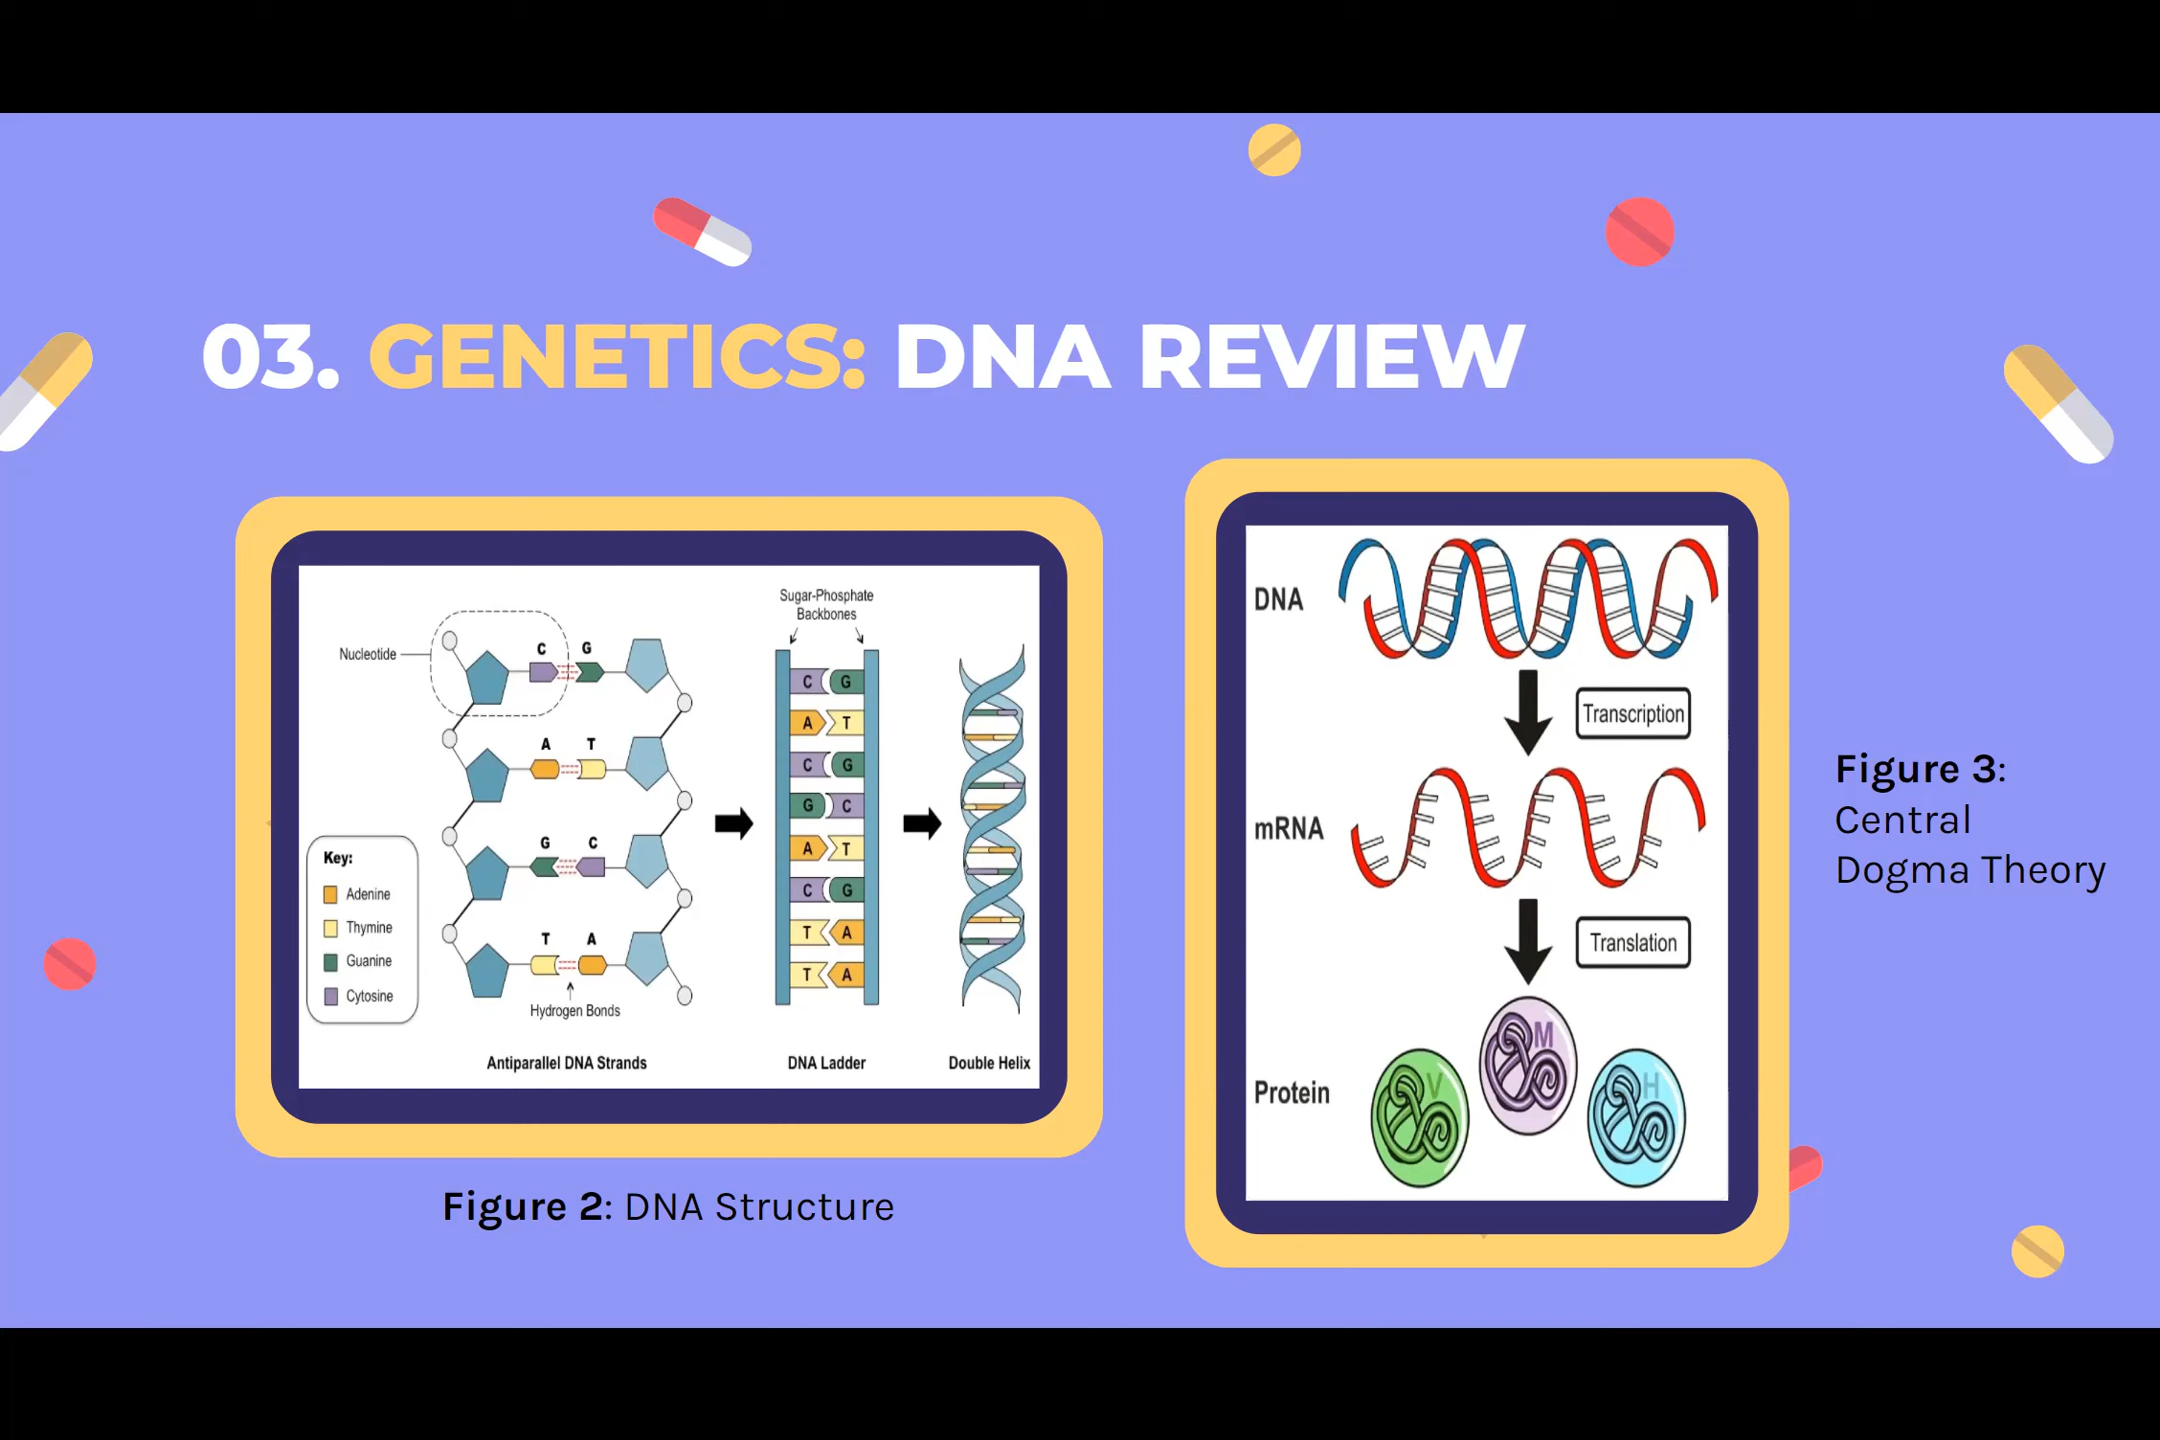 03. GENETICS: DNA REVIEW
Nucleotide
C G
A T
G C
T A
Hydrogen Bonds
Key:
Adenine
Thymine
Guanine
Cytosine
Antiparallel DNA Strands
Sugar-Phosphate
Backbones
C G
A T
C G
G C
A T
C G
T A
T A
DNA Ladder
Double Helix
Figure 2: DNA Structure
DNA
Transcription
mRNA
Translation
Protein
V
M
H
Figure 3:
Central
Dogma Theory